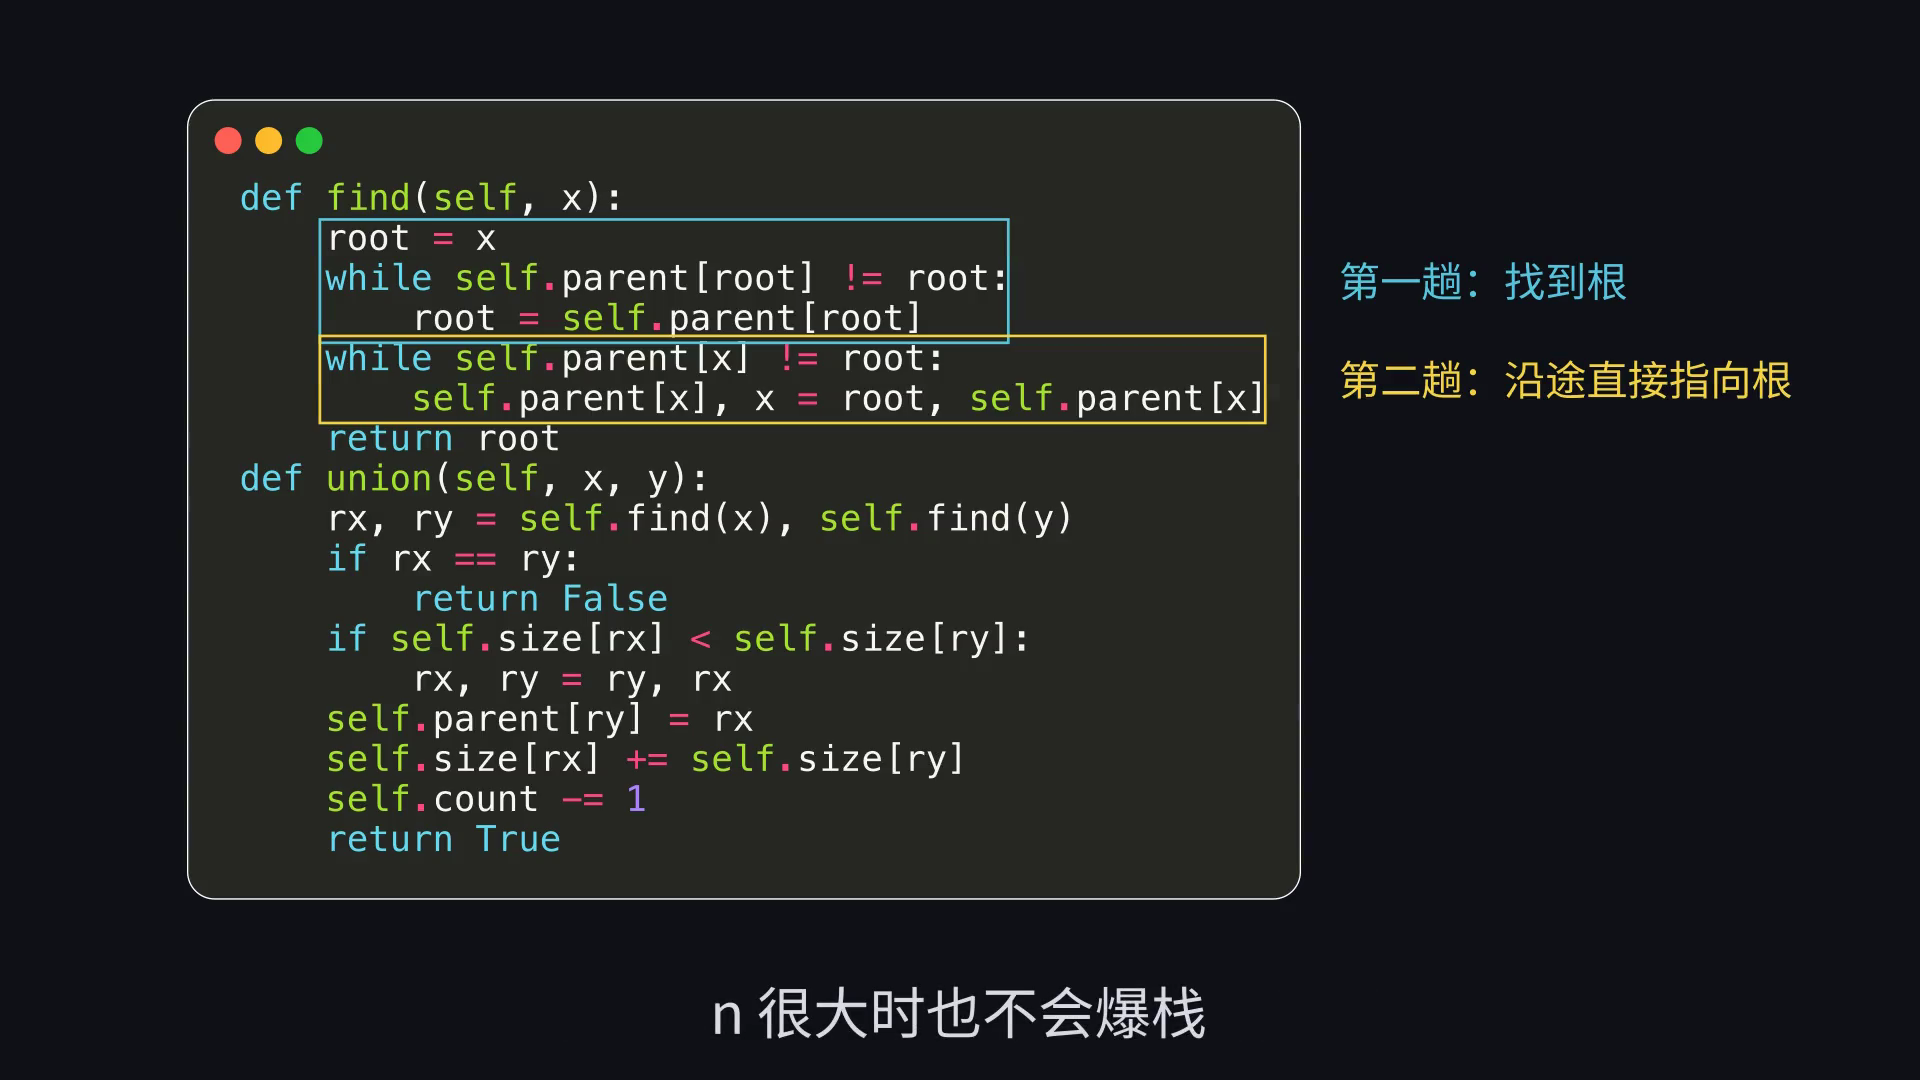 def find(self, x):
    root = x
    while self.parent[root] != root:
        root = self.parent[root]
    while self.parent[x] != root:
        self.parent[x], x = root, self.parent[x]
    return root
def union(self, x, y):
    rx, ry = self.find(x), self.find(y)
    if rx == ry:
        return False
    if self.size[rx] < self.size[ry]:
        rx, ry = ry, rx
    self.parent[ry] = rx
    self.size[rx] += self.size[ry]
    self.count -= 1
    return True
第一趟：找到根
第二趟：沿途直接指向根
n 很大时也不会爆栈